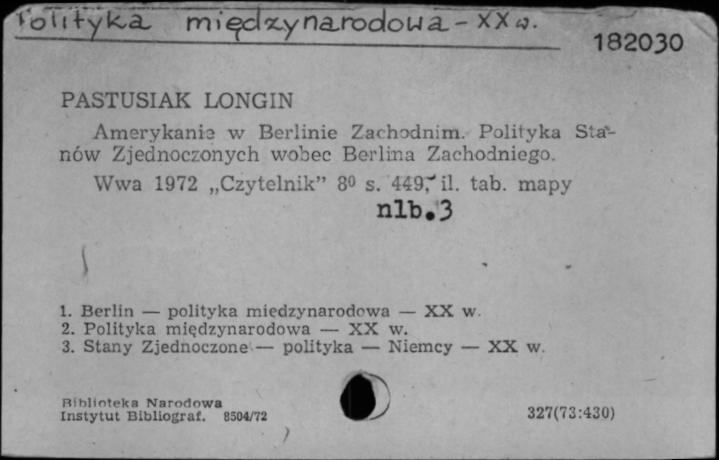 Polityka międzynarodowa - XX w.
182030
PASTUSIAK LONGIN
Amerykanie w Berlinie Zachodnim. Polityka Sta-
nów Zjednoczonych wobec Berlina Zachodniego.
Wwa 1972 „Czytelnik” 8⁰ s. 449, il. tab. mapy
nlb.3
1. Berlin — polityka miedzynarodowa — XX w.
2. Polityka międzynarodowa — XX w.
3. Stany Zjednoczone — polityka — Niemcy — XX w.
Biblioteka Narodowa
Instytut Bibliograf. 8504/72
327(73:430)